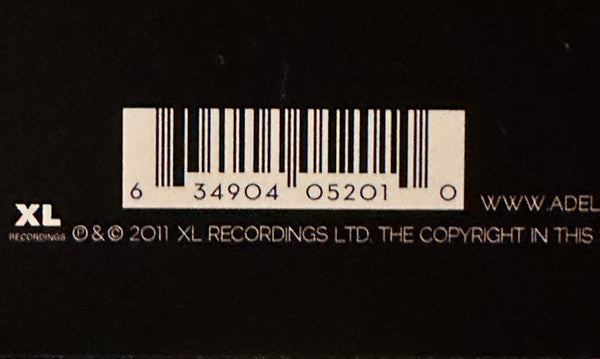 6 34904 05201 0
WWW.ADEL
XL
RECORDINGS
℗ & © 2011 XL RECORDINGS LTD. THE COPYRIGHT IN THIS